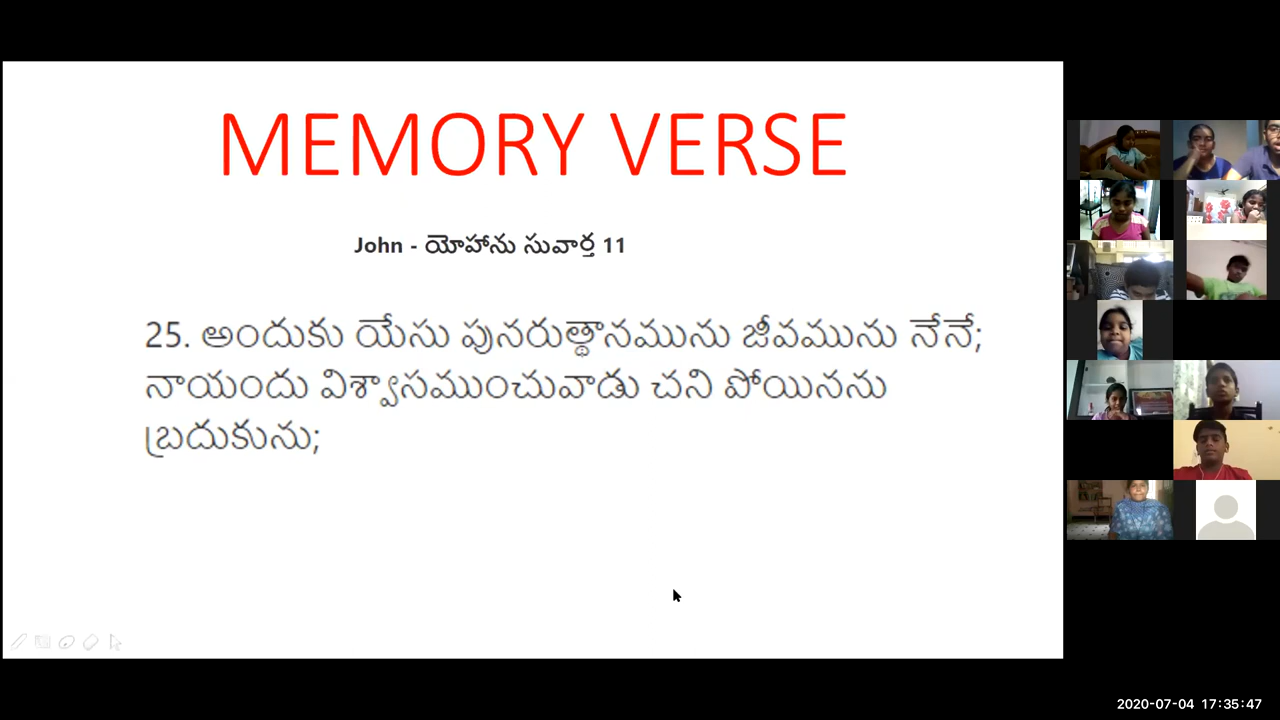 MEMORY VERSE
John - యోహాను సువార్త 11
25. అందుకు యేసు పునరుత్థానమును జీవమును నేనే;
నాయందు విశ్వాసముంచువాడు చని పోయినను
బ్రదుకును;
2020-07-04 17:35:47